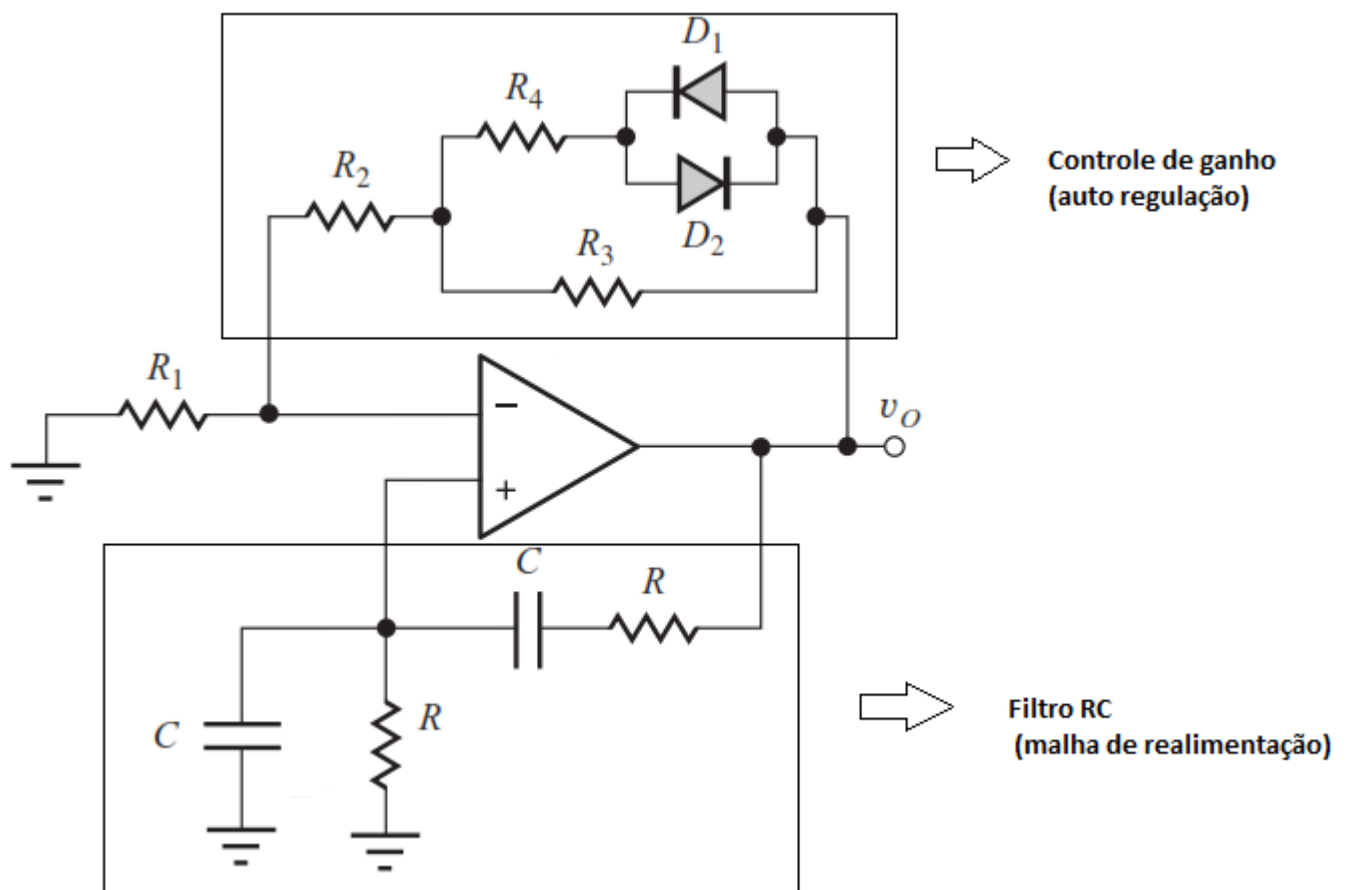 D1
R4
R2
D2
R3
Controle de ganho
(auto regulação)
R1
−
+
vO
C
R
C
R
Filtro RC
(malha de realimentação)